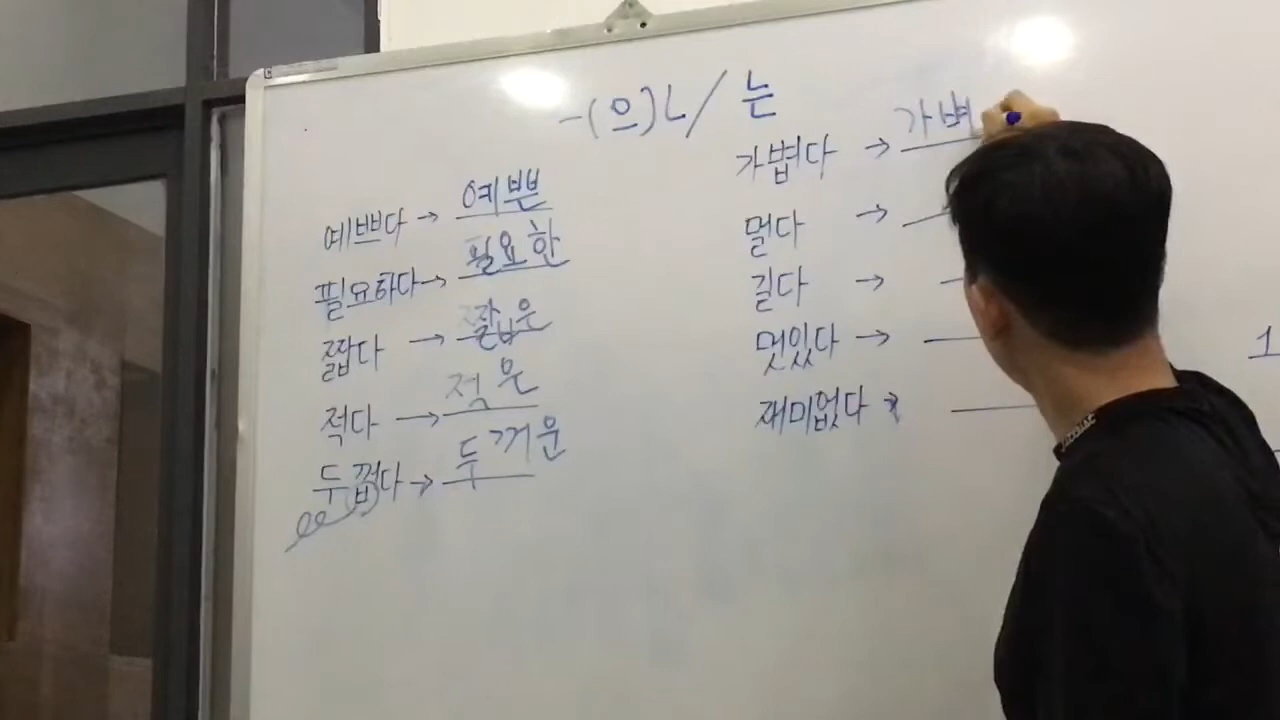 -(으)ㄴ/는
예쁘다 → 예쁜
필요하다 → 필요한
짧다 → 짧은
적다 → 적은
두껍다 → 두꺼운
가볍다 → 가벼
멀다 →
길다 →
멋있다 →
재미없다 →
1